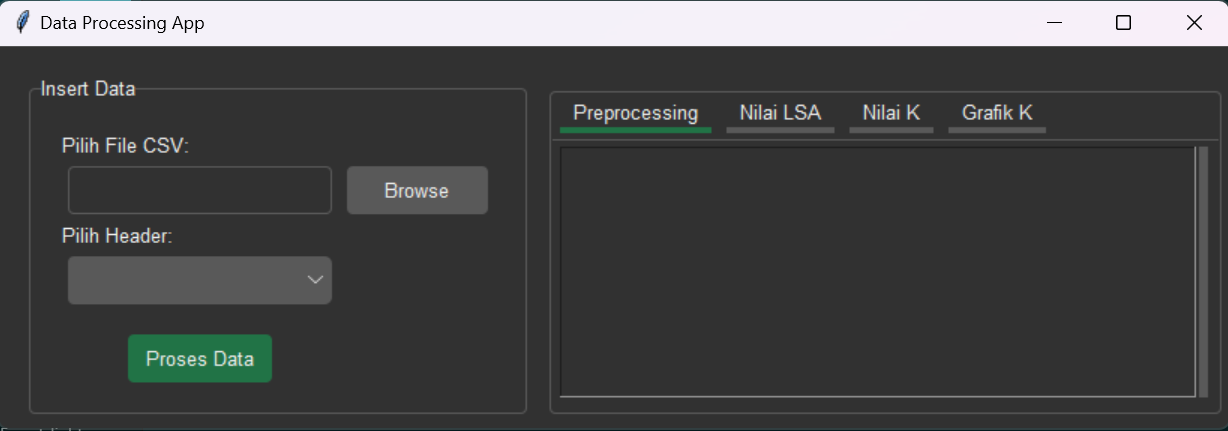 Data Processing App
Insert Data
Pilih File CSV:
Browse
Pilih Header:
Proses Data
Preprocessing
Nilai LSA
Nilai K
Grafik K